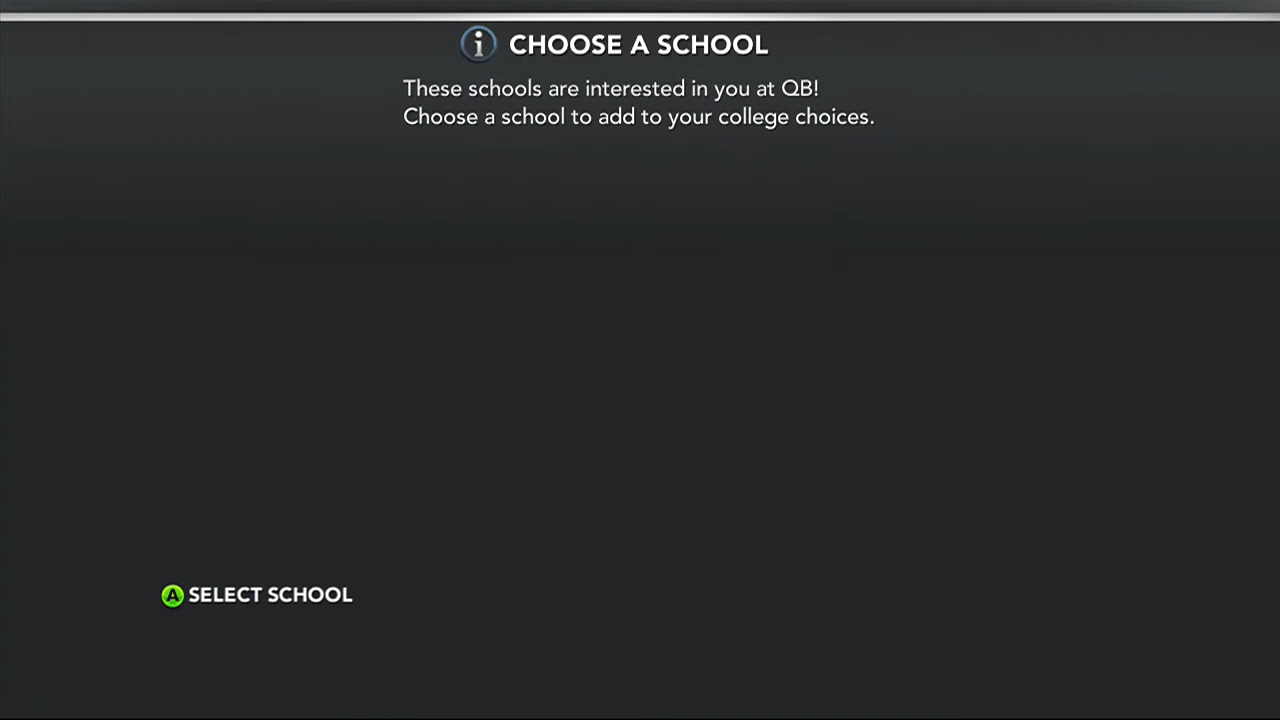 CHOOSE A SCHOOL
These schools are interested in you at QB!
Choose a school to add to your college choices.
A SELECT SCHOOL